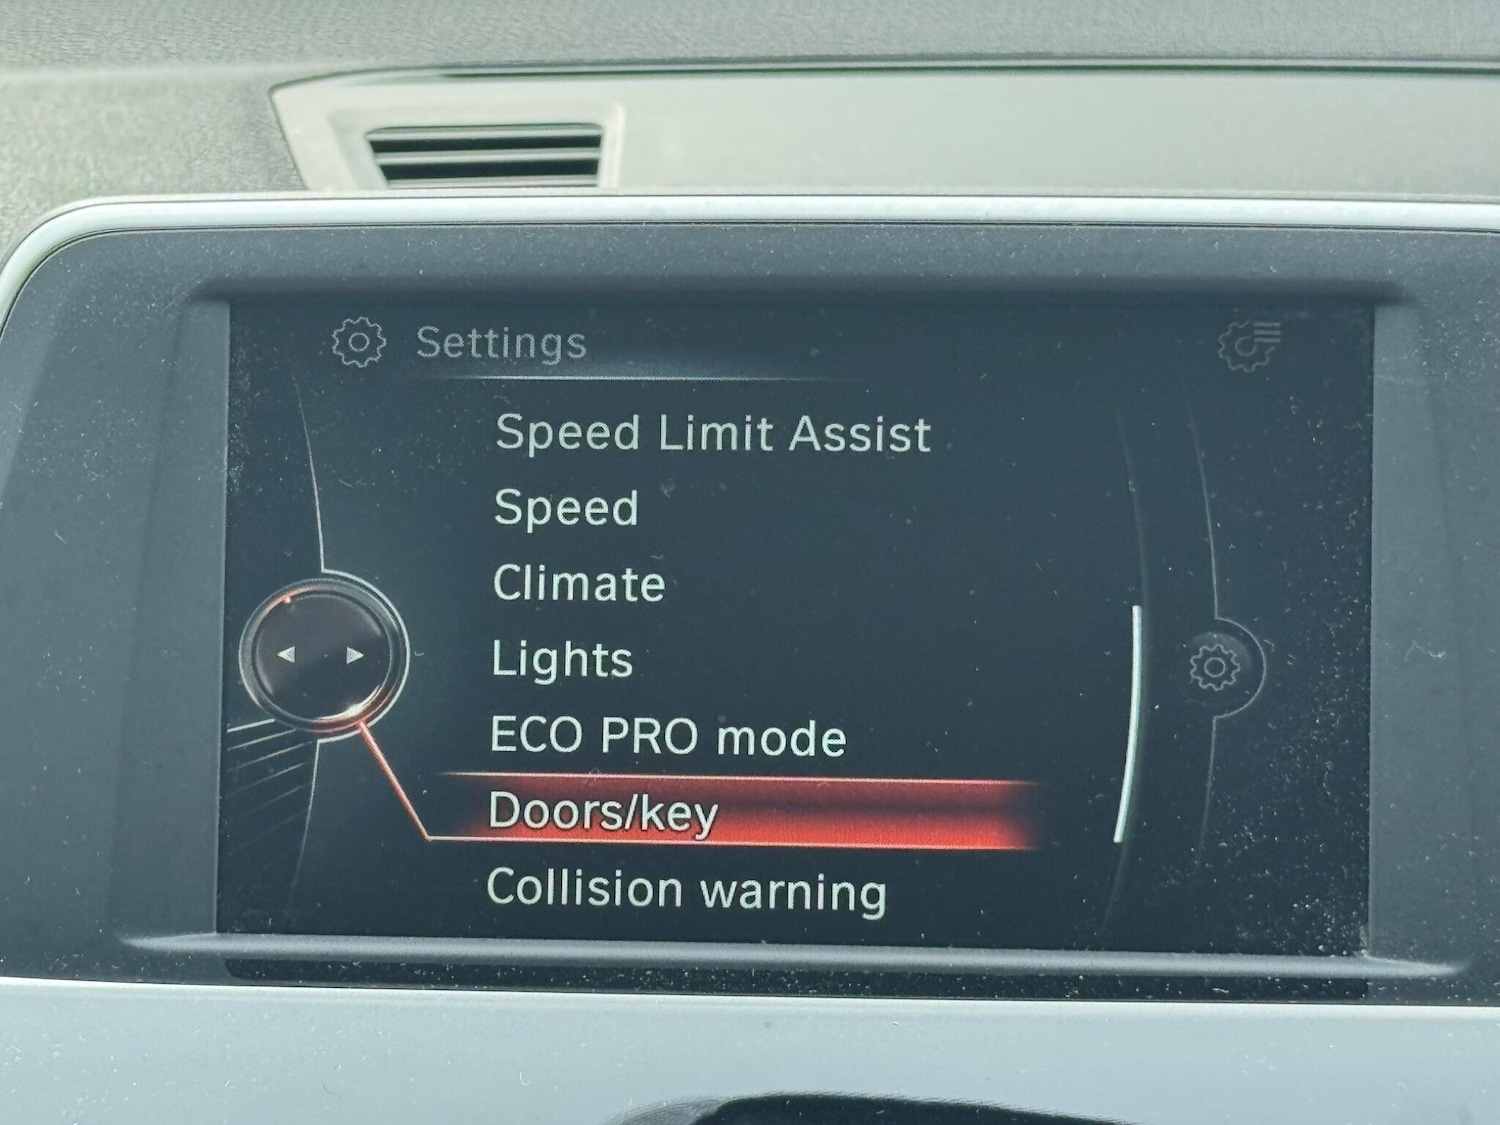 Settings
Speed Limit Assist
Speed
Climate
Lights
ECO PRO mode
Doors/key
Collision warning